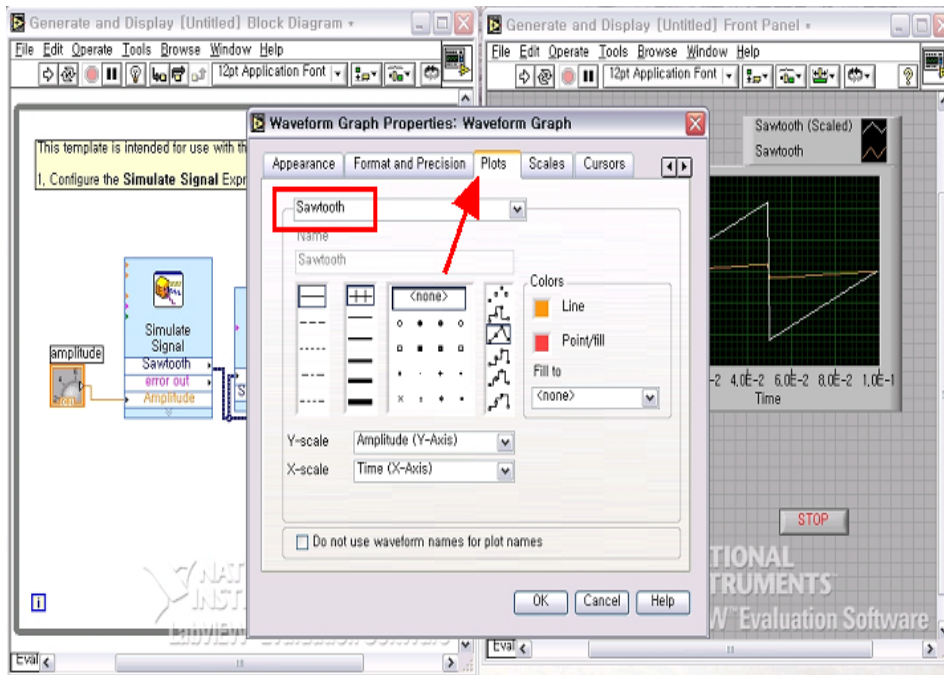 Generate and Display [Untitled] Block Diagram *
File Edit Operate Tools Browse Window Help
12pt Application Font
This template is intended for use with th
1. Configure the Simulate Signal Expr
amplitude
Simulate
Signal
Sawtooth
error out
Amplitude
S
i
NAT
INST
LabVIEW Evaluation Software
Eval
Generate and Display [Untitled] Front Panel *
File Edit Operate Tools Browse Window Help
12pt Application Font
Sawtooth (Scaled)
Sawtooth
-2 4.0E-2 6.0E-2 8.0E-2 1.0E-1
Time
STOP
TIONAL
TRUMENTS
W™Evaluation Software
Eval
Waveform Graph Properties: Waveform Graph
Appearance Format and Precision Plots Scales Cursors
Sawtooth
Name
Sawtooth
<none>
Colors
Line
Point/fill
Fill to
<none>
Y-scale Amplitude (Y-Axis)
X-scale Time (X-Axis)
Do not use waveform names for plot names
OK Cancel Help